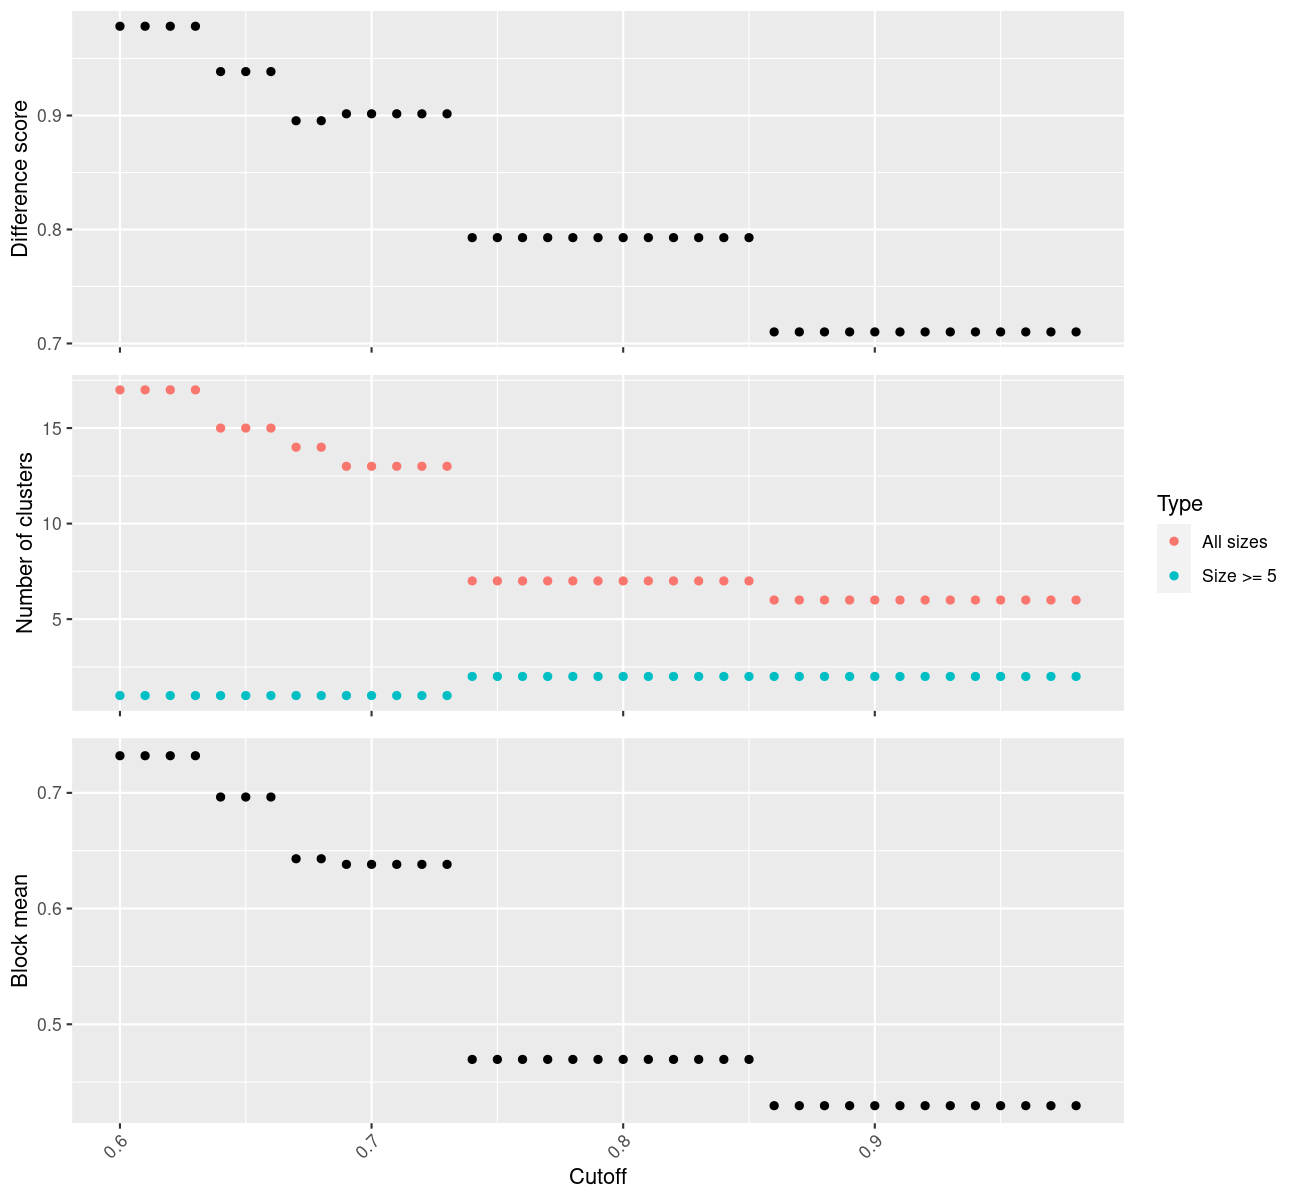 Difference score
0.9
0.8
0.7
Number of clusters
15
10
5
Type
All sizes
Size >= 5
Block mean
0.7
0.6
0.5
0.6
0.7
0.8
0.9
Cutoff